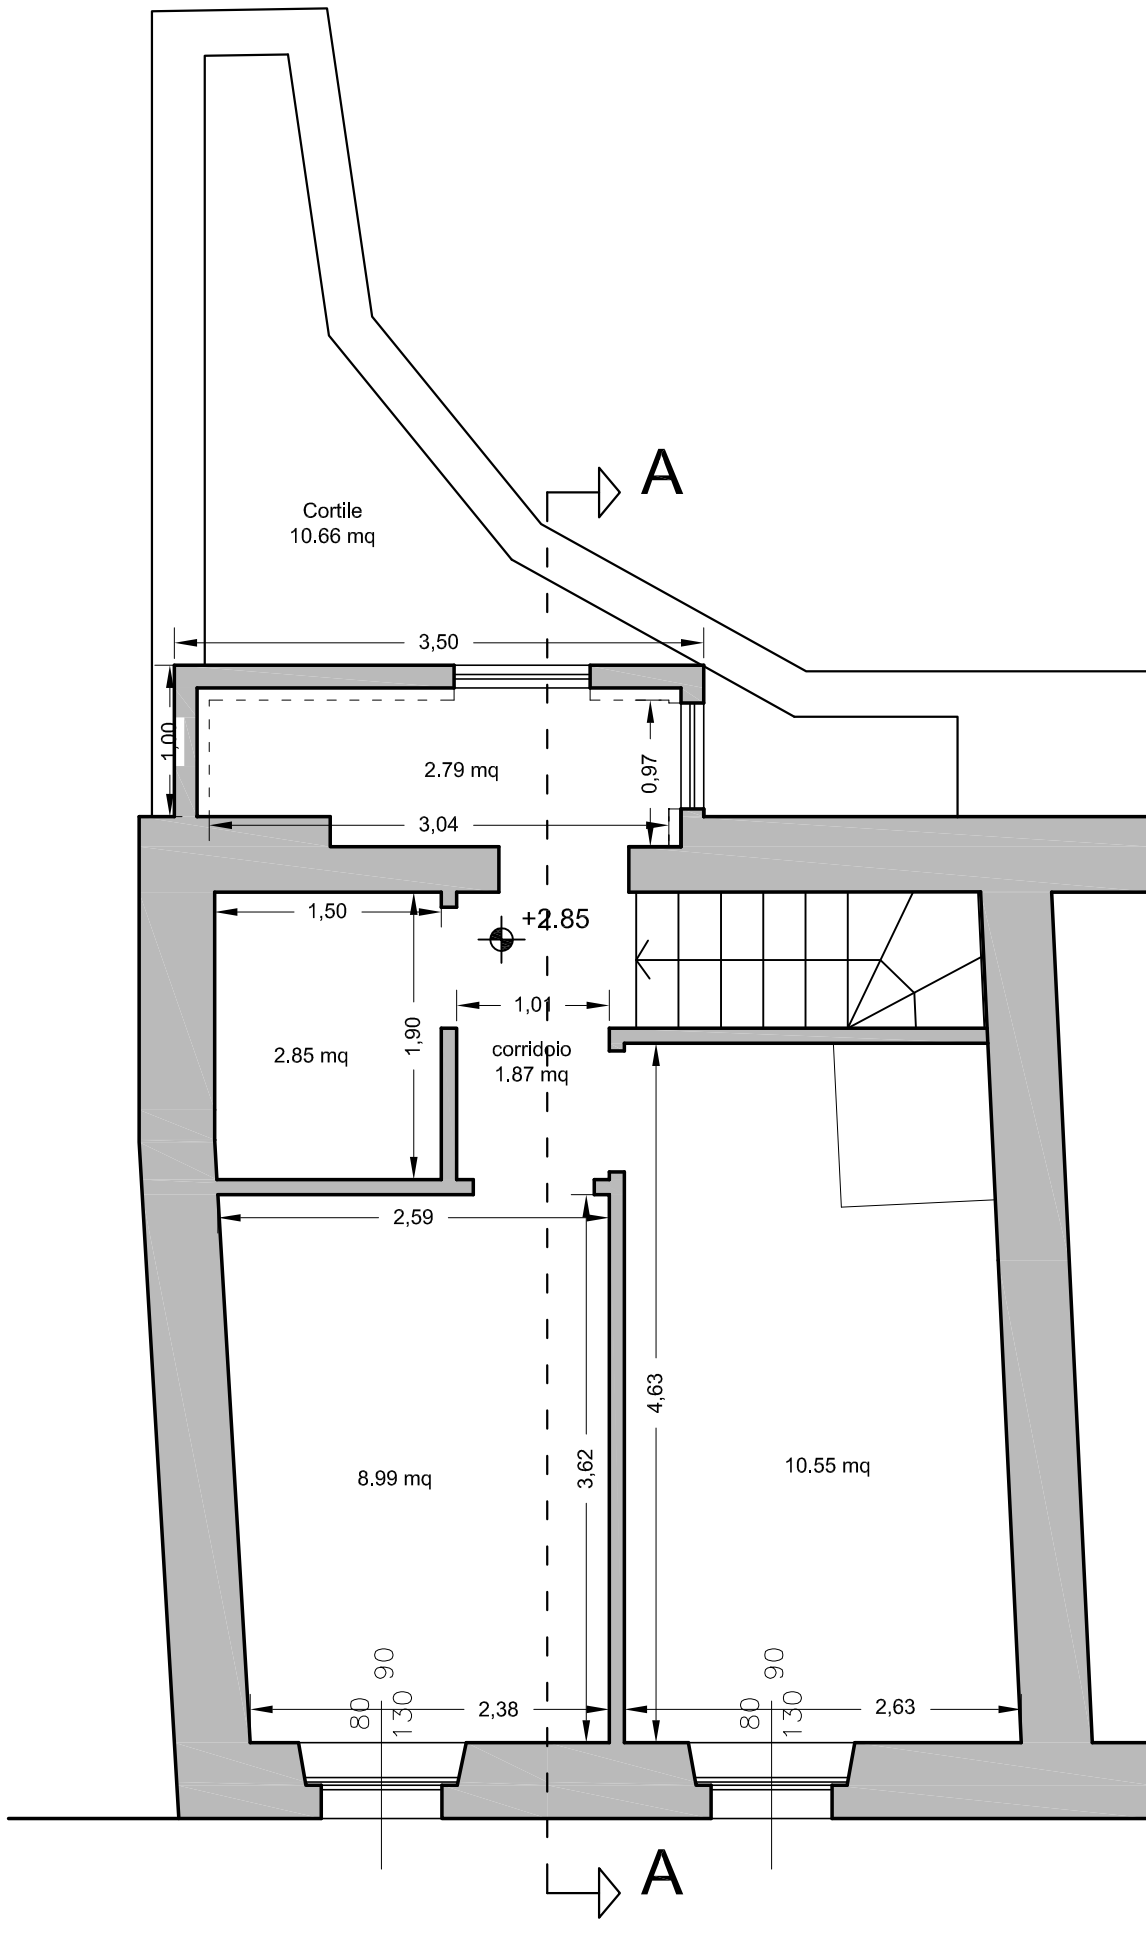 A
Cortile
10.66 mq
3,50
1,00
2.79 mq
0,97
3,04
1,50
+2.85
1,01
1,90
corridoio
1.87 mq
2.85 mq
2,59
4,63
3,62
10.55 mq
8.99 mq
80
90
130
2,38
80
90
130
2,63
A